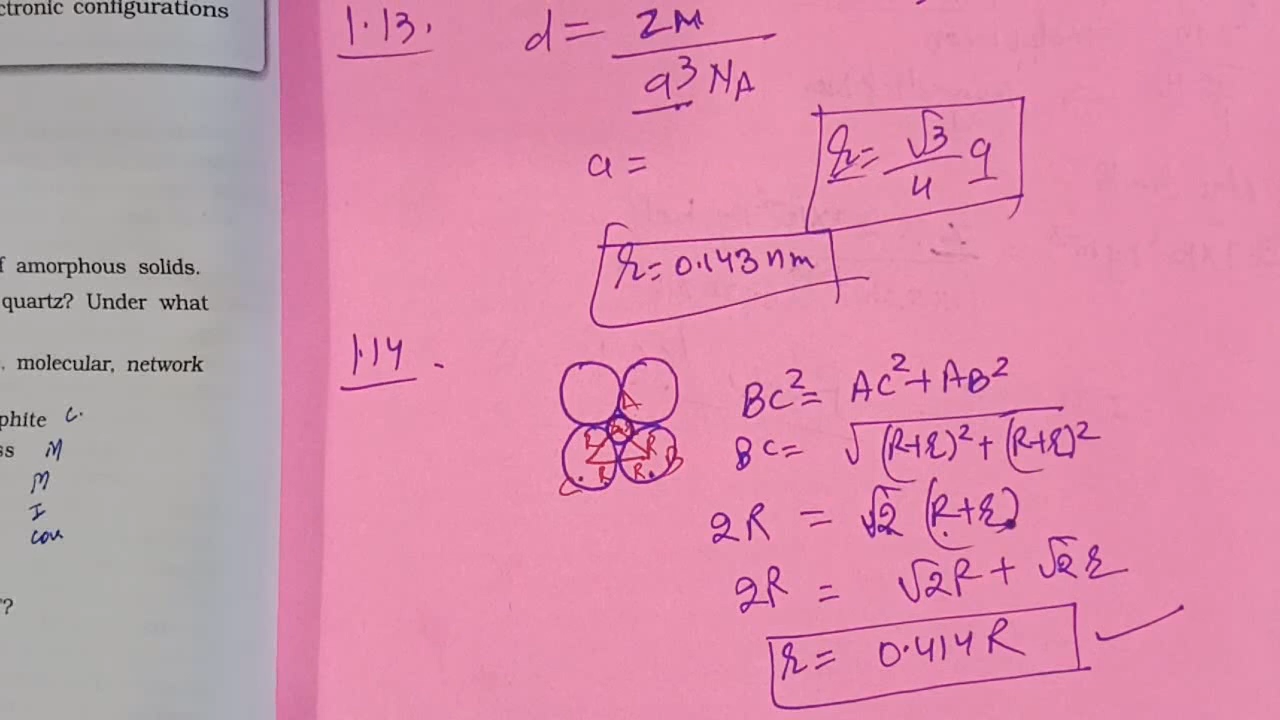 ctronic configurations
f amorphous solids.
quartz? Under what
, molecular, network
phite C.
ss M
M
I
cov
?
1.13. d = ZM / a³ NA
a =
r = √3/4 a
r = 0.143 nm
1.14.
A
R R
R R B
C
BC² = AC² + AB²
BC = √(R+r)² + (R+r)²
2R = √2 (R+r)
2R = √2R + √2r
r = 0.414 R